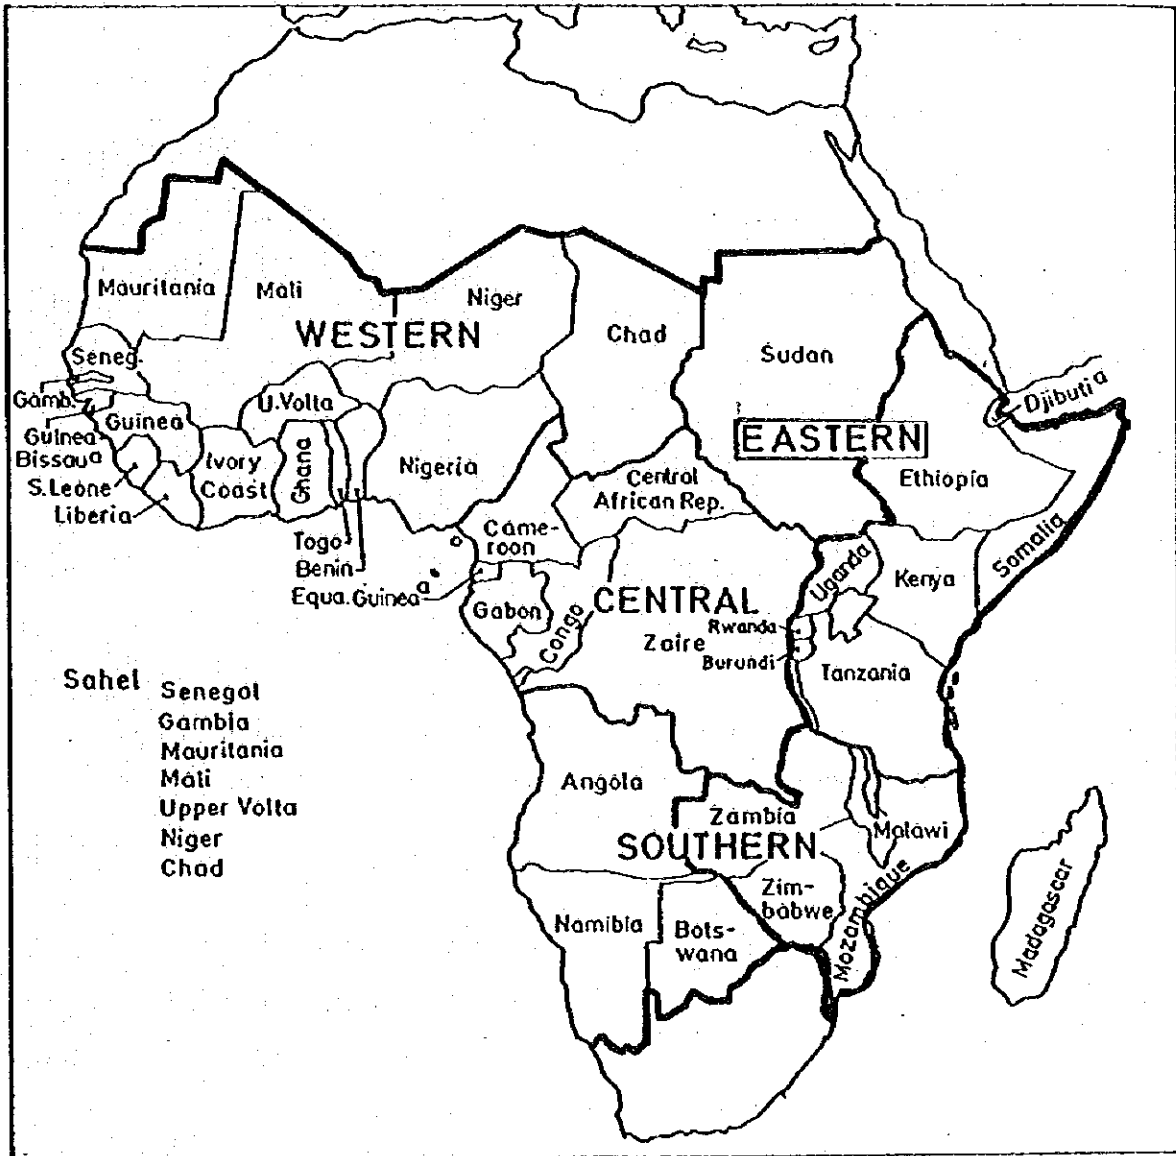 Mauritania
Mali
Niger
WESTERN
Chad
Sudan
Seneg.
Gamb.
U.Volta
Djibutia
Guinea
Guinea
Bissau
Ivory
Coast
Ghana
Nigeria
EASTERN
Ethiopia
S.Leone
Liberia
Central
African Rep.
Somalia
Togo
Benin
Came-
roon
Equa.Guinea
Uganda
Kenya
Gabon
Congo
CENTRAL
Rwanda
Zaire
Burundi
Tanzania
Sahel
Senegal
Gambia
Mauritania
Mali
Upper Volta
Niger
Chad
Angola
Zambia
Malawi
SOUTHERN
Zim-
babwe
Mozambique
Madagascar
Namibia
Bots-
wana